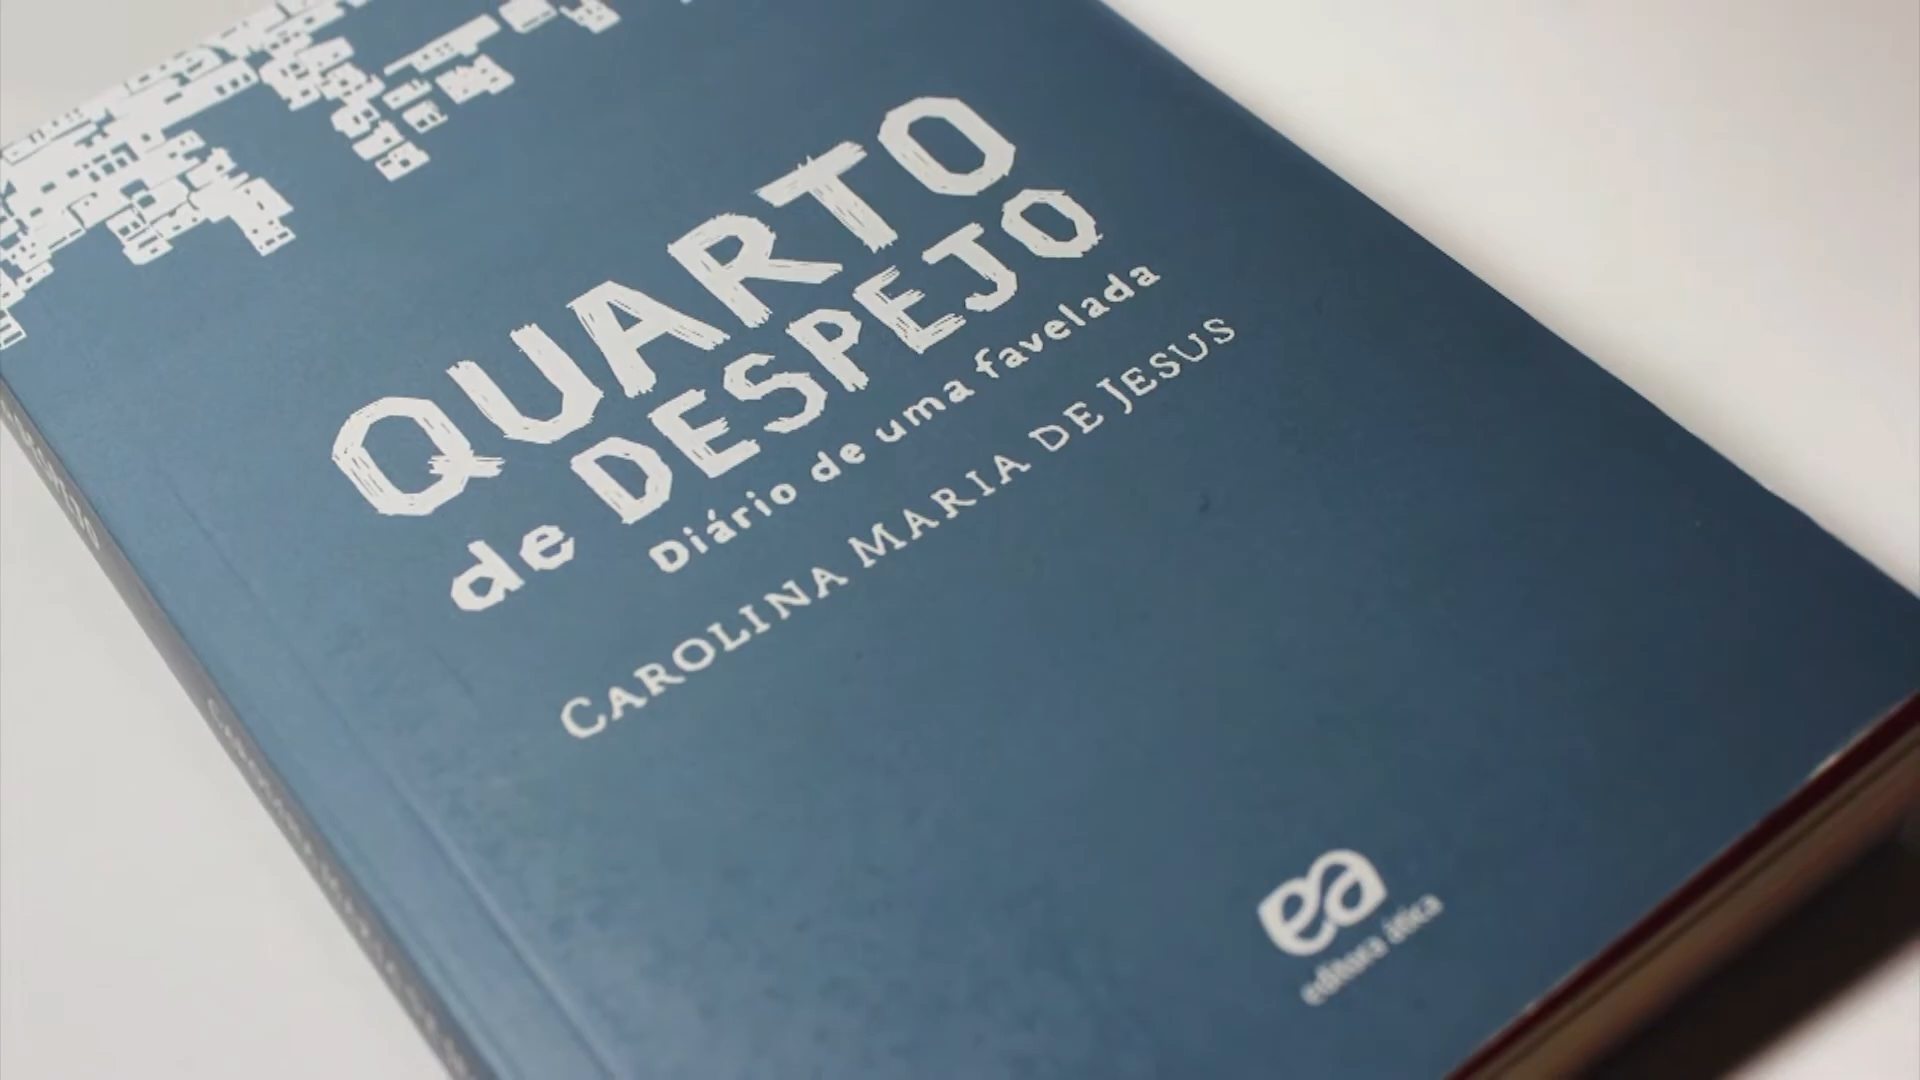 QUARTO
de DESPEJO
Diário de uma favelada
CAROLINA MARIA DE JESUS
ea
editora ática